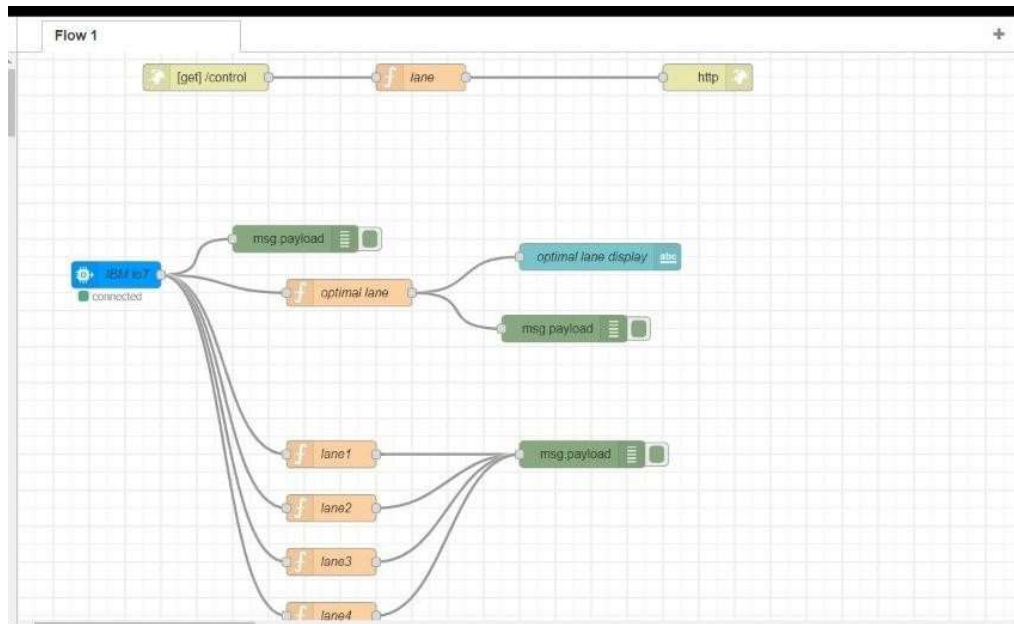 Flow 1
+
[get] /control
lane
http
msg.payload
IBM IoT
connected
optimal lane
optimal lane display
abc
msg.payload
lane1
msg.payload
lane2
lane3
lane4